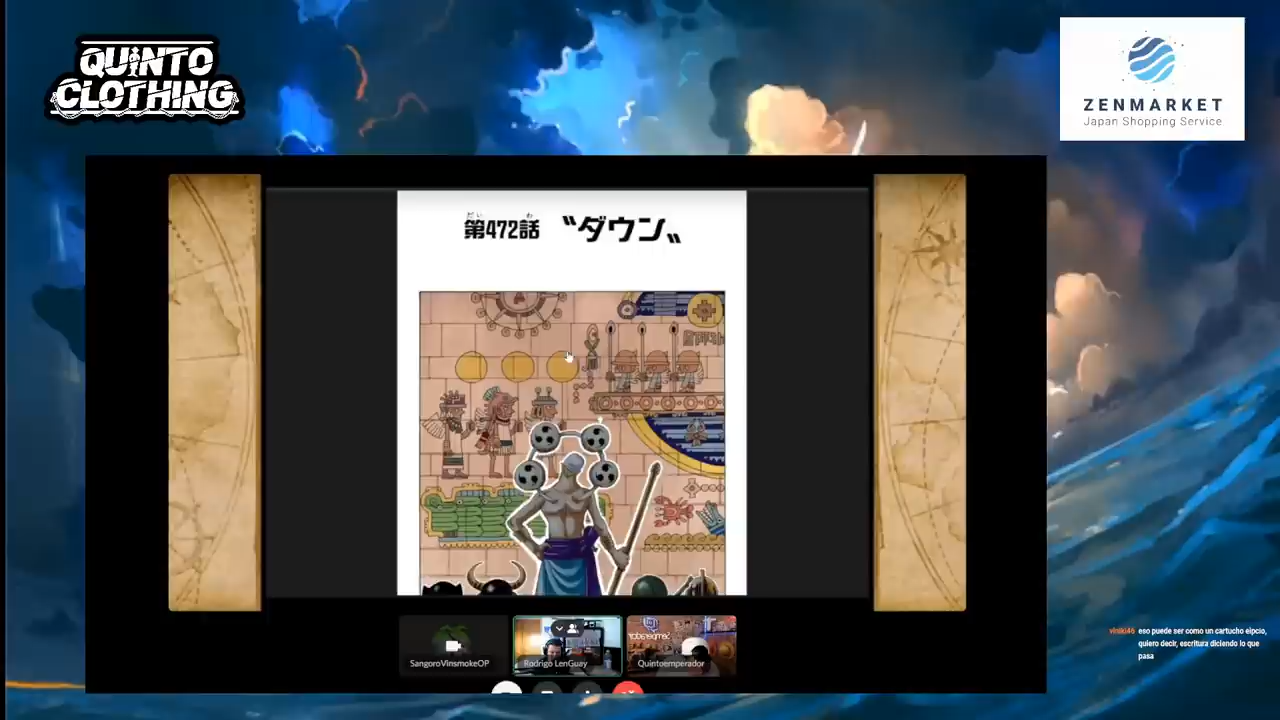 QUINTO
CLOTHING
ZENMARKET
Japan Shopping Service
第472話 〝ダウン〟
SangoroVinsmokeOP
Rodrigo LenGuay
Quintoemperador
viniki46 eso puede ser como un cartucho eipcio,
quiero decir, escritura diciendo lo que
pasa